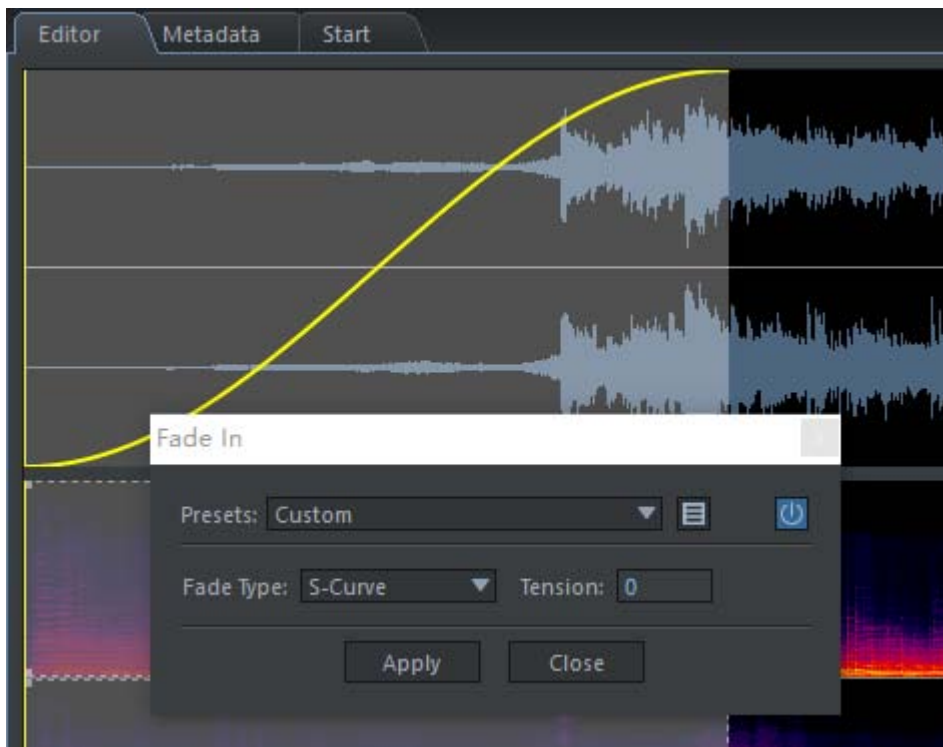 Editor Metadata Start
Fade In
Presets: Custom
Fade Type: S-Curve Tension: 0
Apply Close